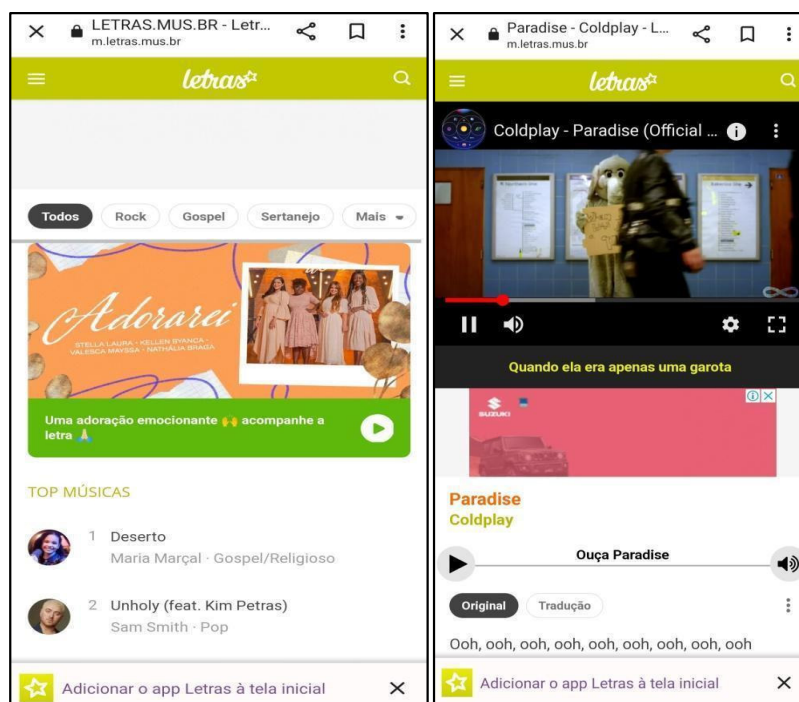 LETRAS.MUS.BR - Letr...
m.letras.mus.br
letras
Todos
Rock
Gospel
Sertanejo
Mais
Adorarei
STELLA LAURA • KELLEN BYANCA •
VALESCA MAYSSA • NATHÁLIA BRAGA
Uma adoração emocionante 🙌 acompanhe a
letra 🙏
TOP MÚSICAS
1 Deserto
Maria Marçal · Gospel/Religioso
2 Unholy (feat. Kim Petras)
Sam Smith · Pop
Adicionar o app Letras à tela inicial
Paradise - Coldplay - L...
m.letras.mus.br
letras
Coldplay - Paradise (Official ...
Quando ela era apenas uma garota
SUZUKI
Paradise
Coldplay
Ouça Paradise
Original
Tradução
Ooh, ooh, ooh, ooh, ooh, ooh, ooh, ooh, ooh
Adicionar o app Letras à tela inicial